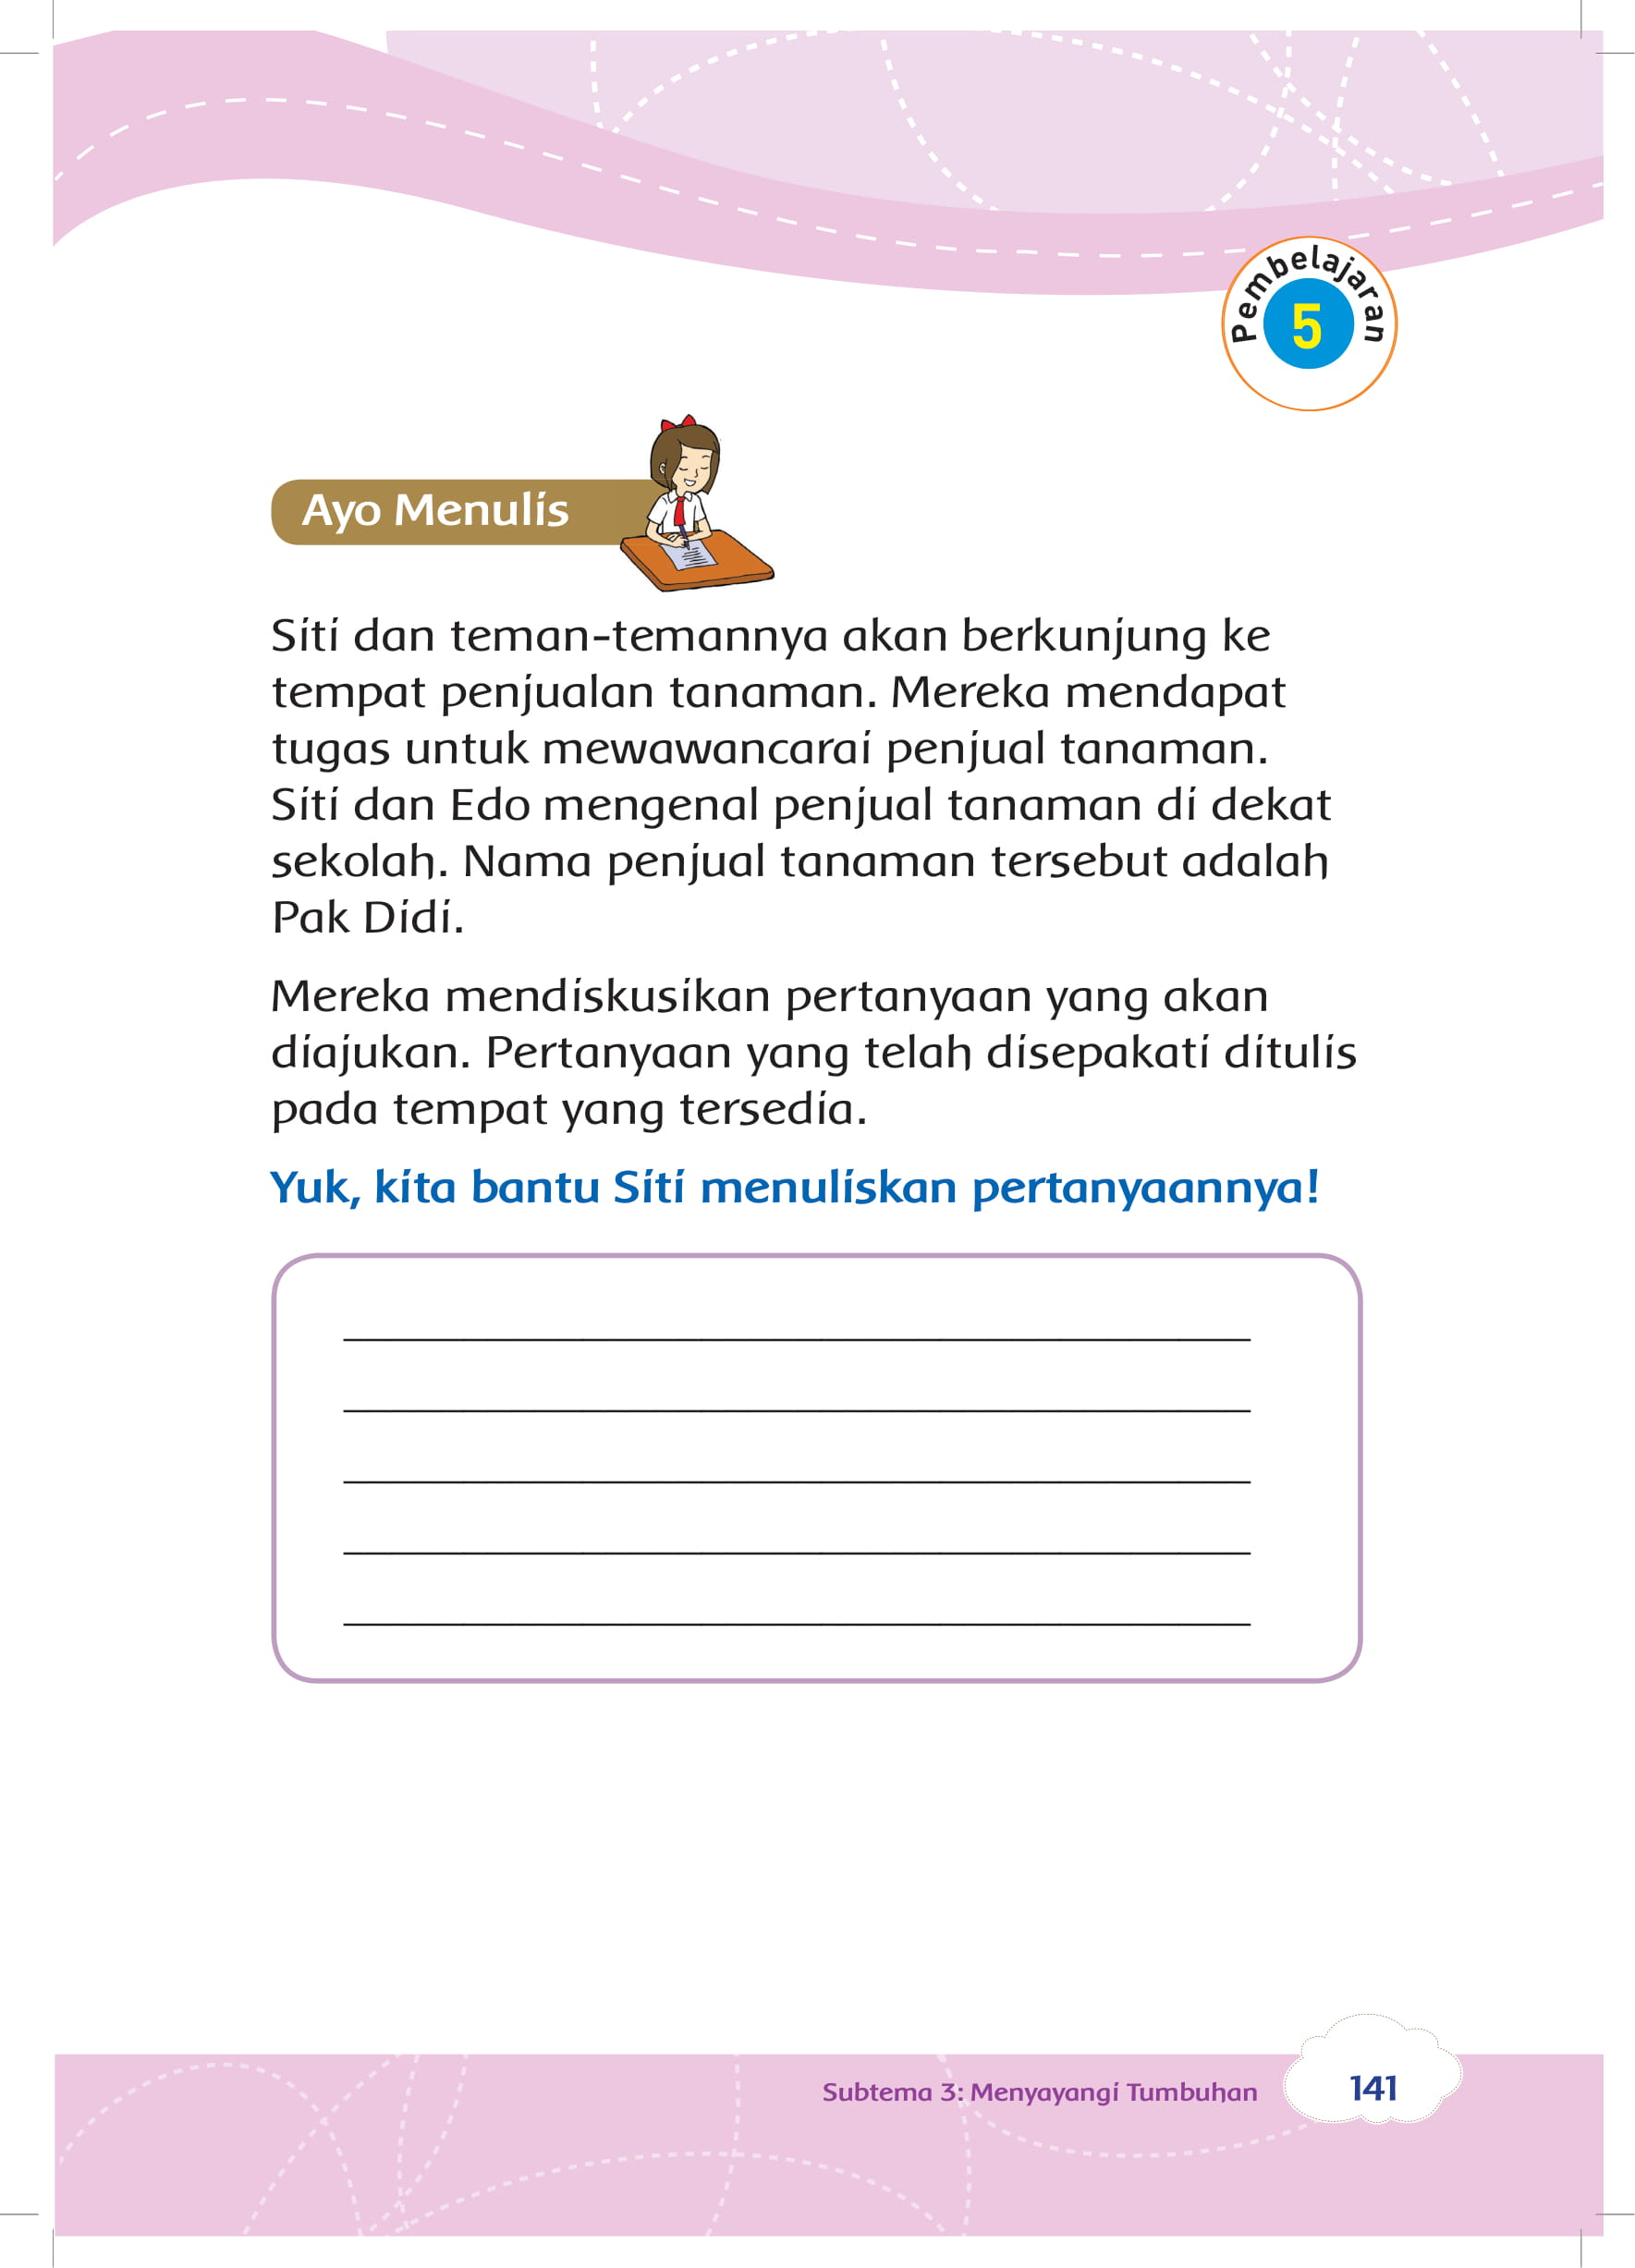 Pembelajaran
5
Ayo Menulis
Siti dan teman-temannya akan berkunjung ke
tempat penjualan tanaman. Mereka mendapat
tugas untuk mewawancarai penjual tanaman.
Siti dan Edo mengenal penjual tanaman di dekat
sekolah. Nama penjual tanaman tersebut adalah
Pak Didi.
Mereka mendiskusikan pertanyaan yang akan
diajukan. Pertanyaan yang telah disepakati ditulis
pada tempat yang tersedia.
Yuk, kita bantu Siti menuliskan pertanyaannya!
Subtema 3: Menyayangi Tumbuhan
141